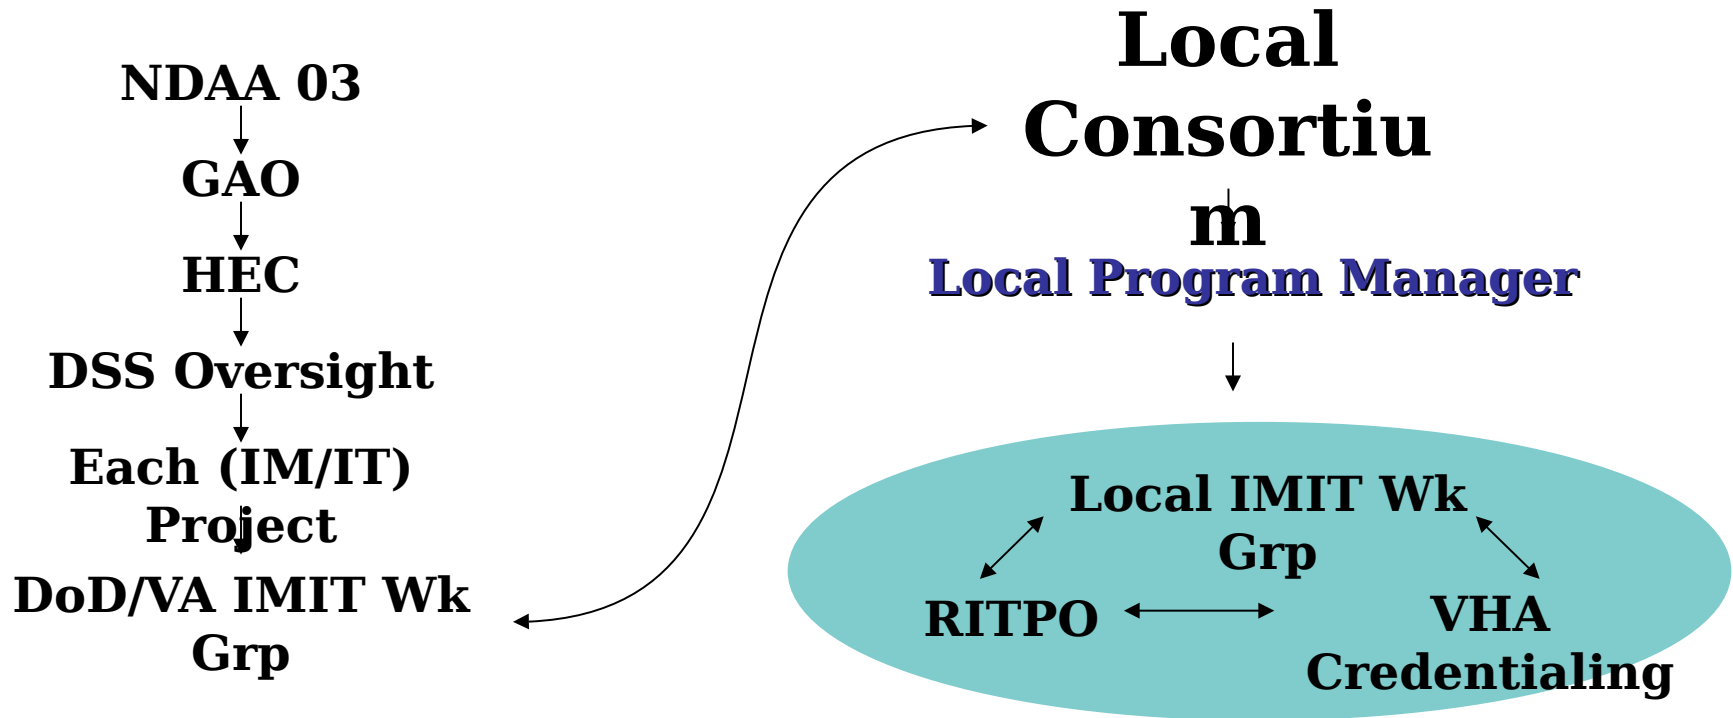 NDAA 03
GAO
HEC
DSS Oversight
Each (IM/IT)
Project
DoD/VA IMIT Wk
Grp
Local
Consortiu
m
Local Program Manager
Local IMIT Wk
Grp
RITPO
VHA
Credentialing